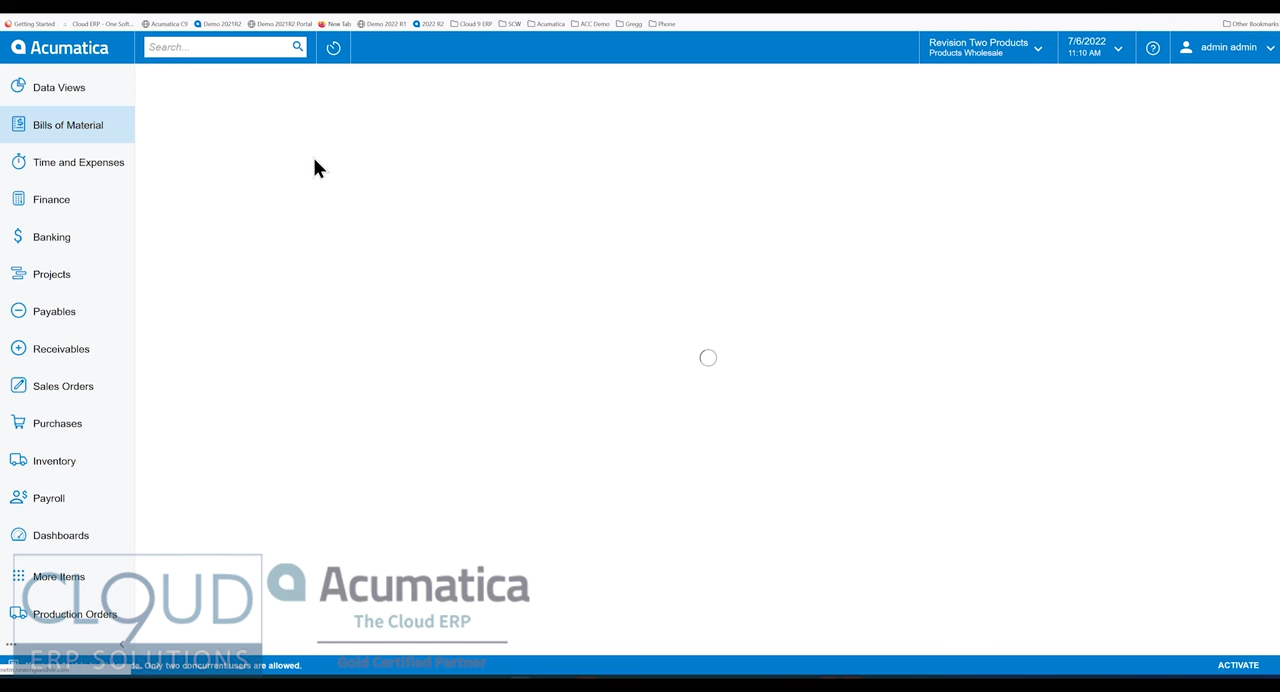 Getting Started
Cloud ERP - One Soft...
Acumatica C9
Demo 2021R2
Demo 2021R2 Portal
New Tab
Demo 2022 R1
2022 R2
Cloud 9 ERP
SCW
Acumatica
ACC Demo
Gregg
Phone
Other Bookmarks
Acumatica
Search...
Revision Two Products
Products Wholesale
7/6/2022
11:10 AM
admin admin
Data Views
Bills of Material
Time and Expenses
Finance
Banking
Projects
Payables
Receivables
Sales Orders
Purchases
Inventory
Payroll
Dashboards
More Items
Production Orders
CLOUD
ERP SOLUTIONS
Acumatica
The Cloud ERP
Gold Certified Partner
Only two concurrent users are allowed.
ACTIVATE